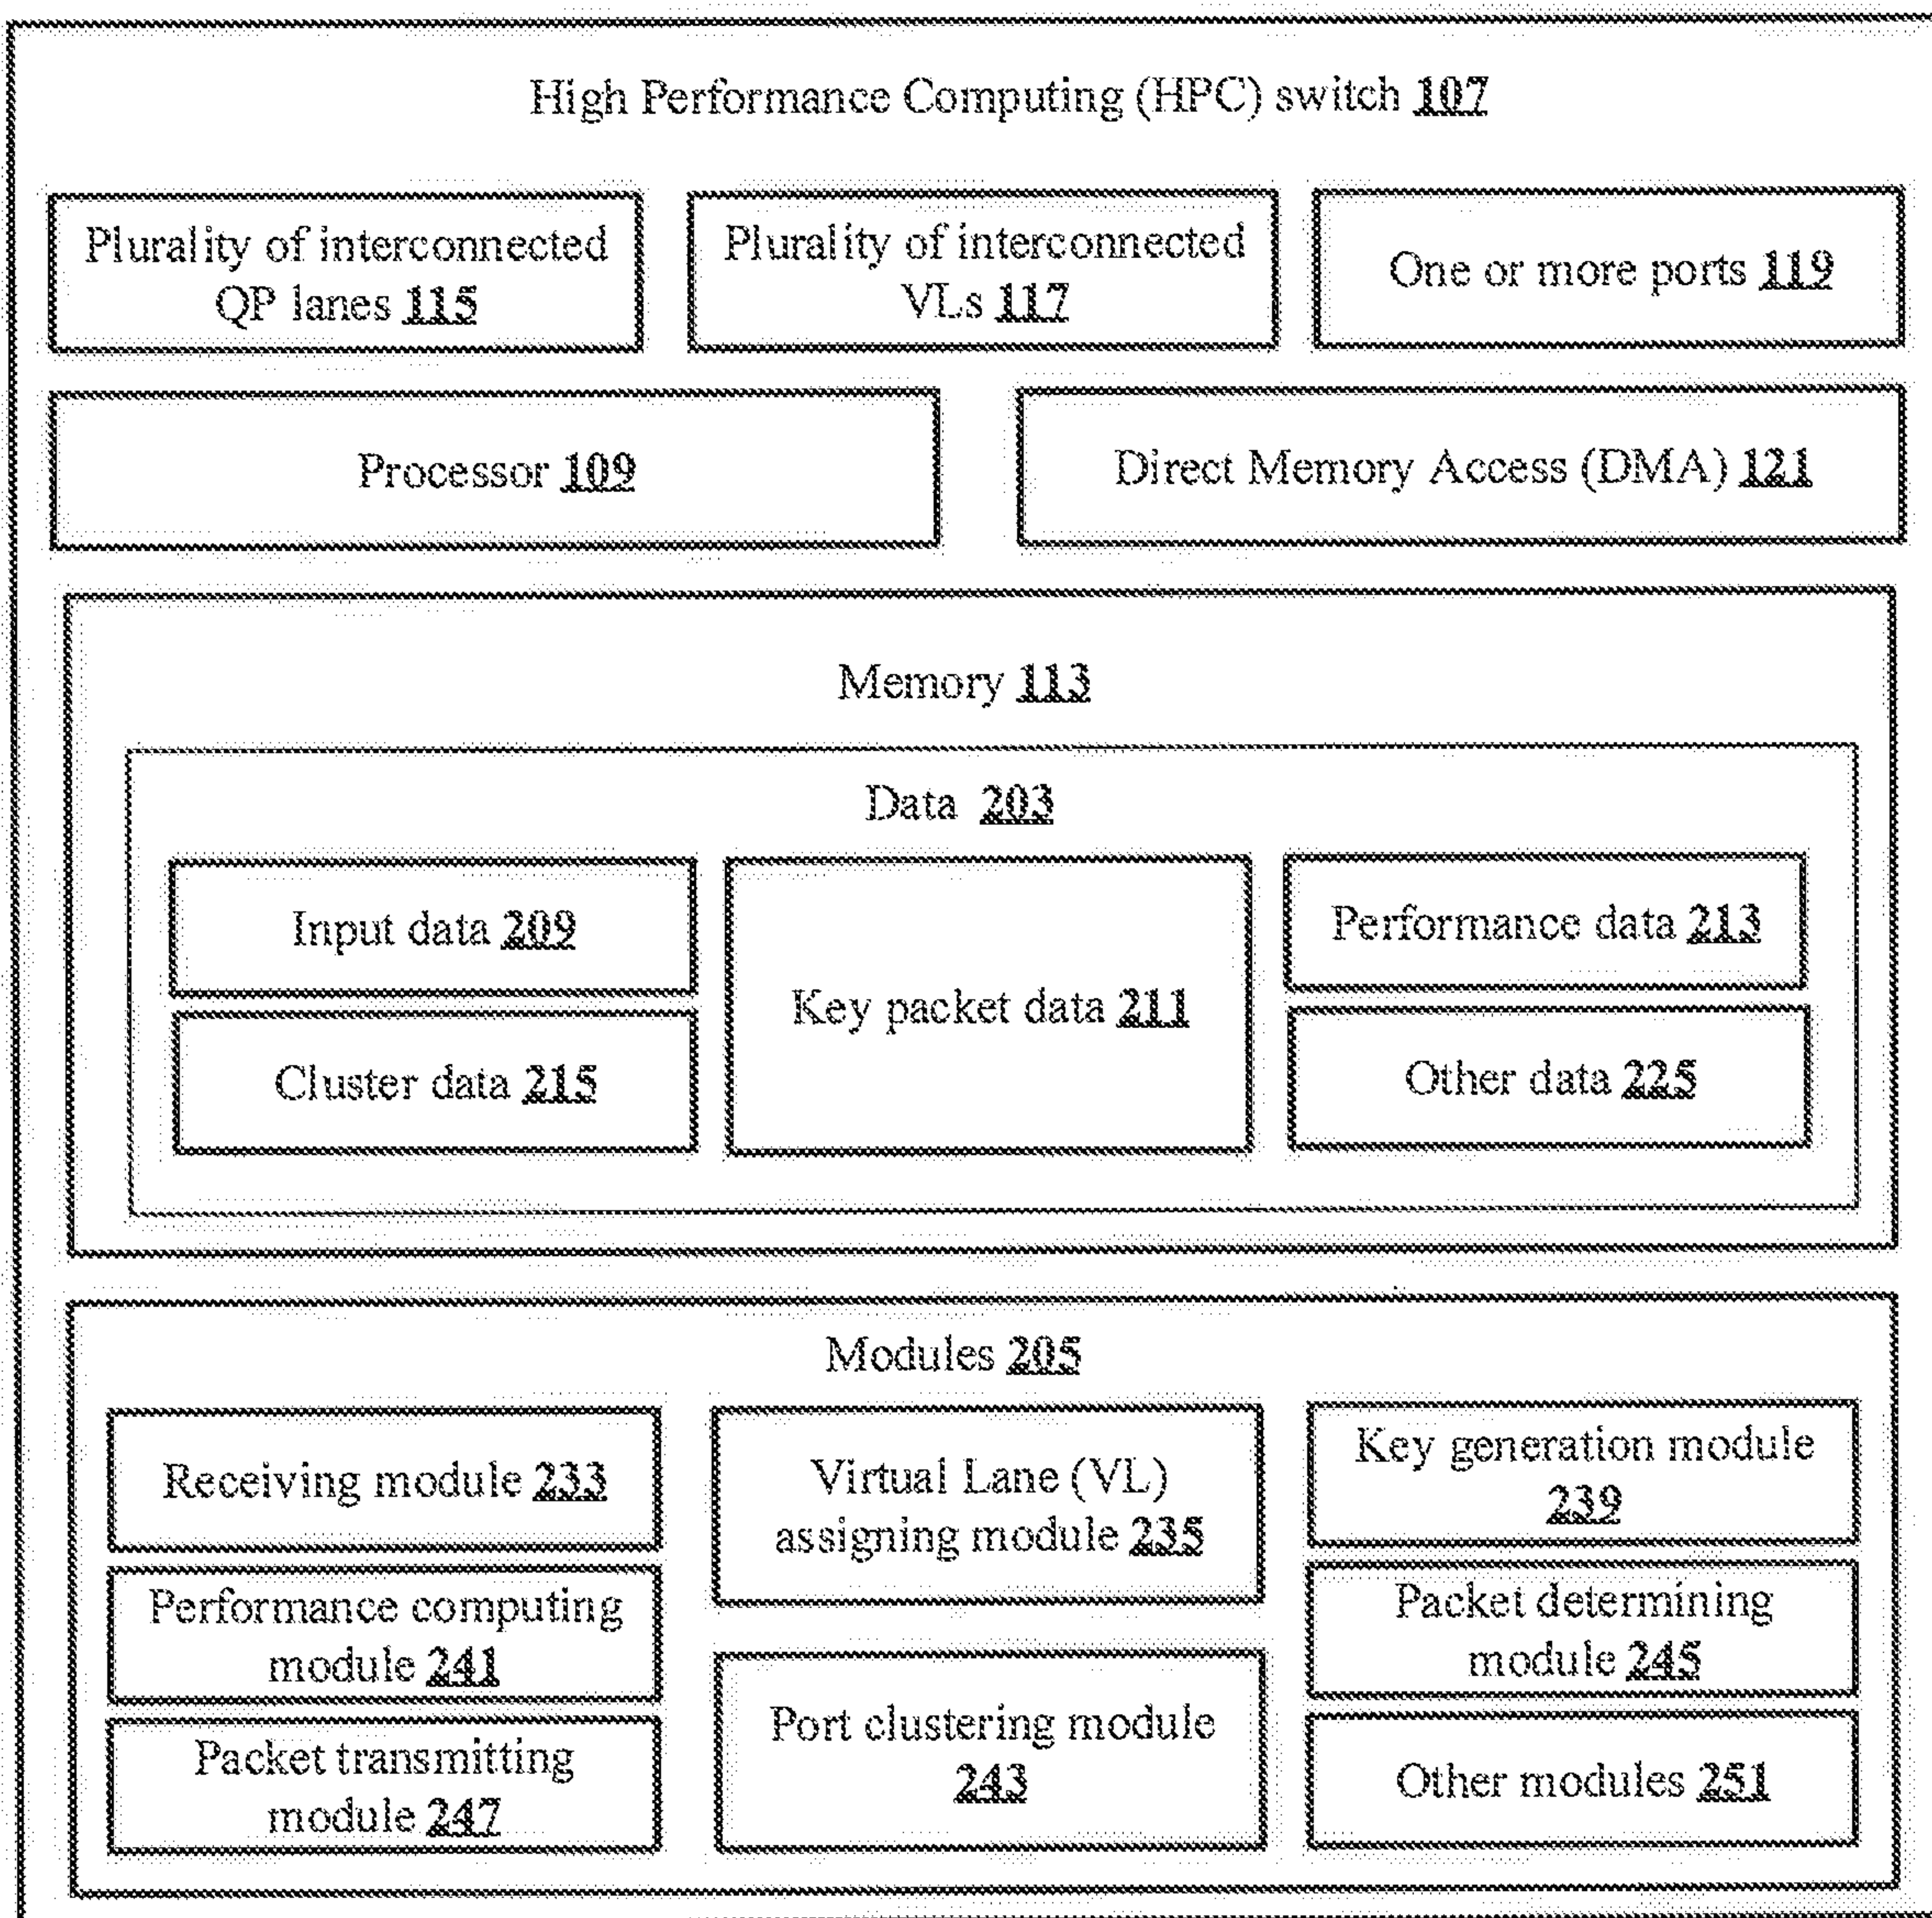 High Performance Computing (HPC) switch 107
Plurality of interconnected
QP lanes 115
Plurality of interconnected
VLs 117
One or more ports 119
Processor 109
Direct Memory Access (DMA) 121
Memory 113
Data 203
Input data 209
Key packet data 211
Performance data 213
Cluster data 215
Other data 225
Modules 205
Receiving module 233
Virtual Lane (VL)
assigning module 235
Key generation module
239
Performance computing
module 241
Port clustering module
243
Packet determining
module 245
Packet transmitting
module 247
Other modules 251